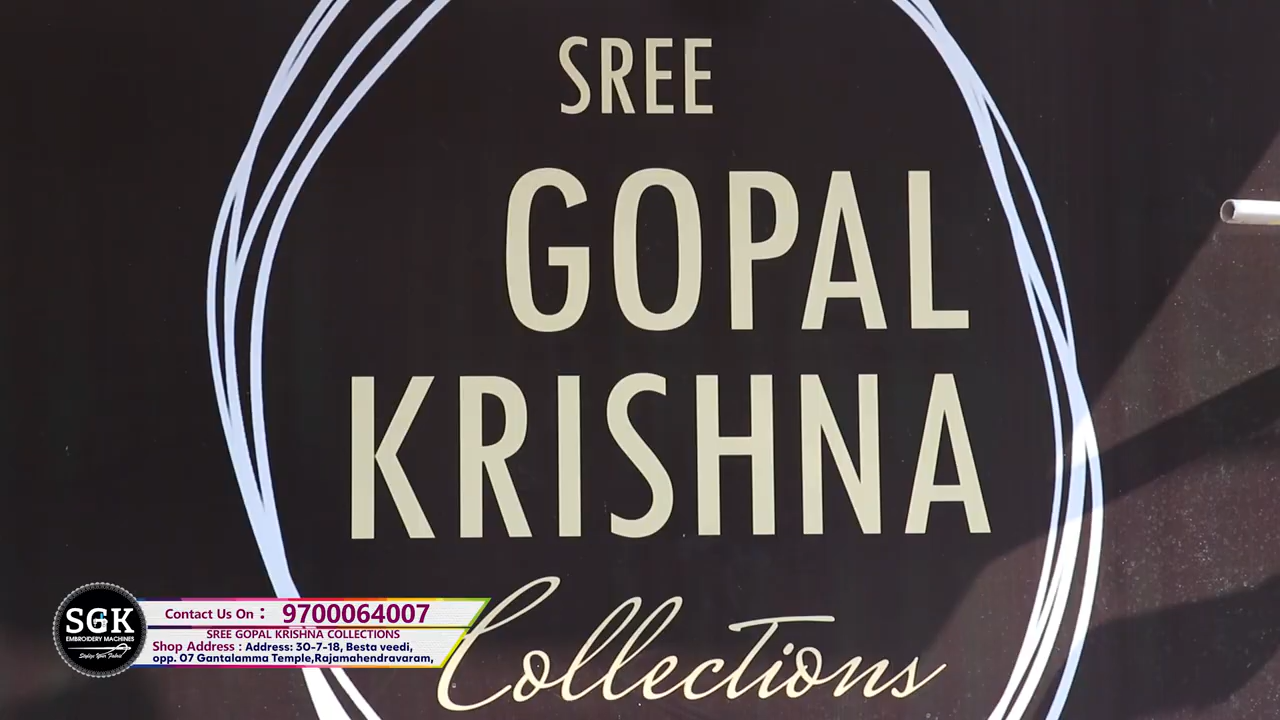 SREE
GOPAL
KRISHNA
Collections
SGK
EMBROIDERY MACHINES
Contact Us On : 9700064007
SREE GOPAL KRISHNA COLLECTIONS
Shop Address : Address: 30-7-18, Besta veedi,
opp. 07 Gantalamma Temple,Rajamahendravaram,